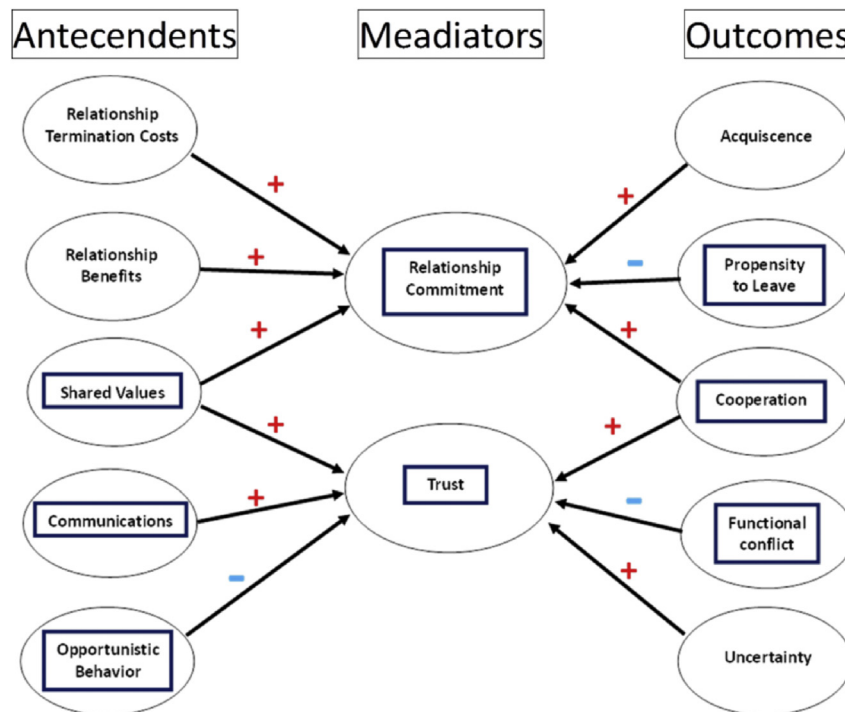 Antecendents
Meadiators
Outcomes
Relationship
Termination Costs
+
+
Acquiscence
Relationship
Benefits
+
Relationship
Commitment
-
Propensity
to Leave
Shared Values
+
+
+
+
Cooperation
Communications
+
Trust
-
Functional
conflict
Opportunistic
Behavior
-
+
Uncertainty